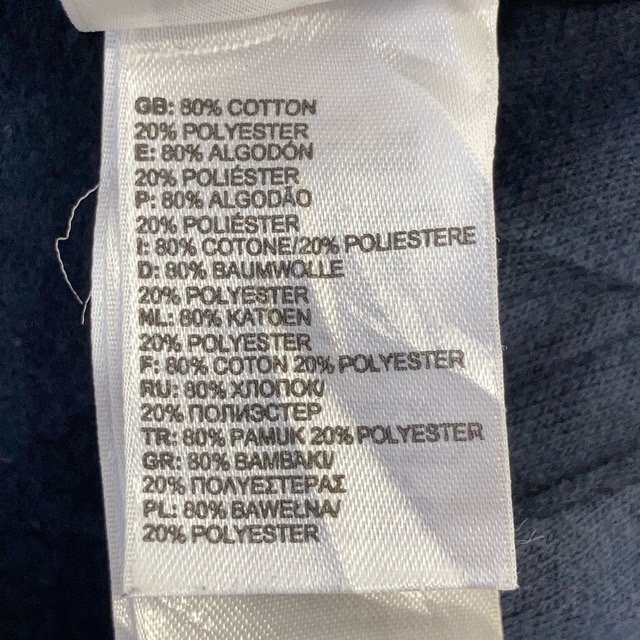 GB: 80% COTTON
20% POLYESTER
E: 80% ALGODÓN
20% POLIÉSTER
P: 80% ALGODÃO
20% POLIÉSTER
I: 80% COTONE/20% POLIESTERE
D: 80% BAUMWOLLE
20% POLYESTER
ML: 80% KATOEN
20% POLYESTER
F: 80% COTON 20% POLYESTER
RU: 80% ХЛОПОК/
20% ПОЛИЭСТЕР
TR: 80% PAMUK 20% POLYESTER
GR: 80% ΒΑΜΒΑΚΙ/
20% ΠΟΛΥΕΣΤΕΡΑΣ
PL: 80% BAWEŁNA/
20% POLYESTER